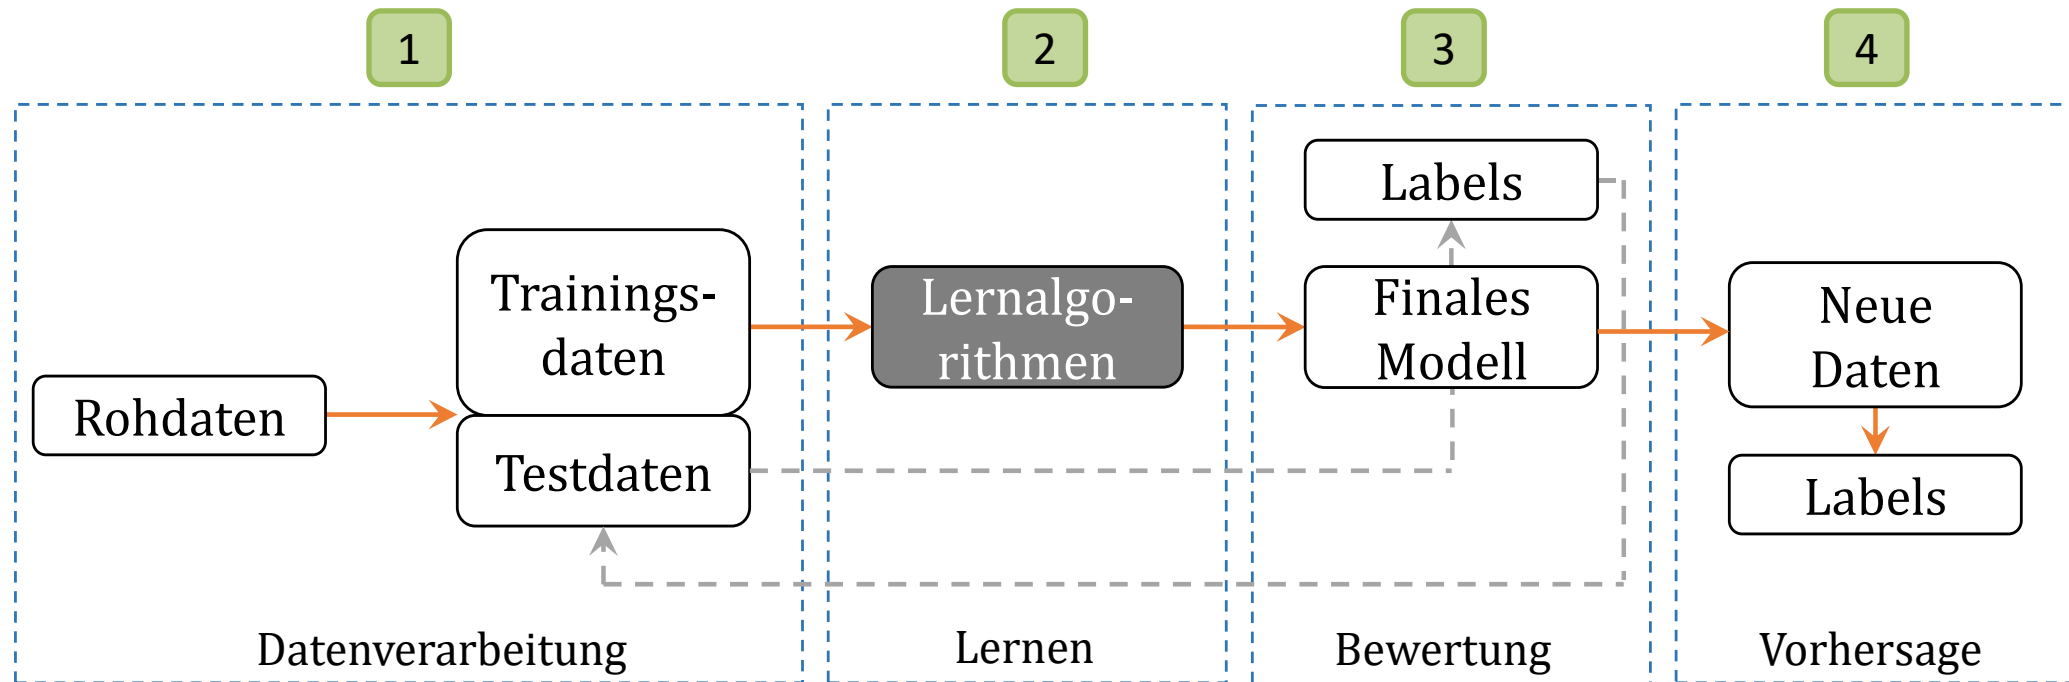 1
2
3
4
Rohdaten
Trainings-
daten
Testdaten
Datenverarbeitung
Lernalgo-
rithmen
Lernen
Labels
Finales
Modell
Bewertung
Neue
Daten
Labels
Vorhersage